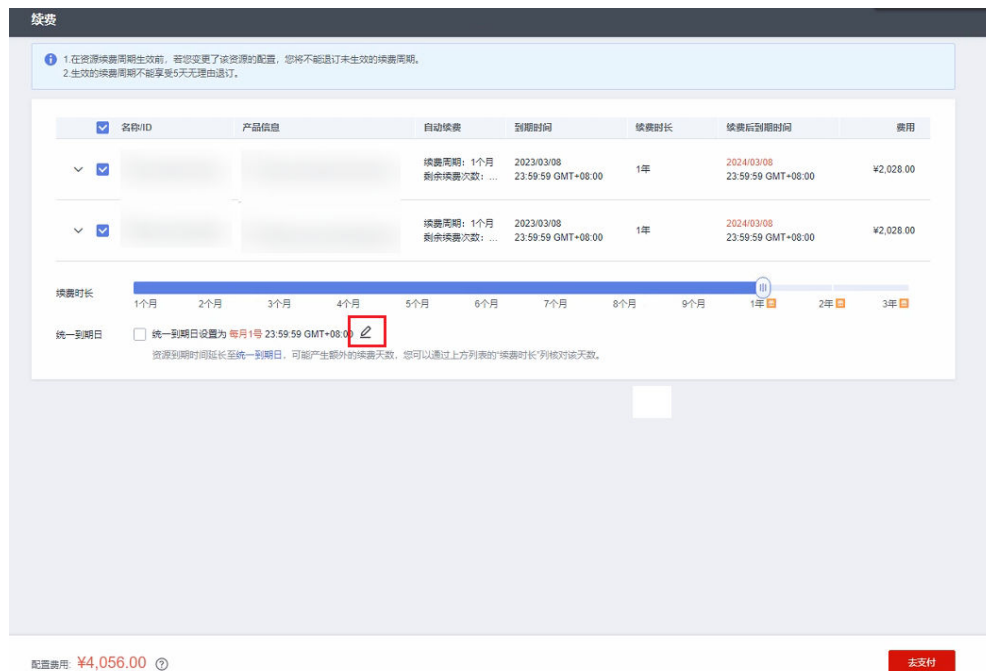 续费
1.在资源续费周期生效前，若您变更了该资源的配置，您将不能退订未生效的续费周期。
2.生效的续费周期不能享受5天无理由退订。
名称/ID 产品信息 自动续费 到期时间 续费时长 续费后到期时间 费用
续费周期：1个月 2023/03/08 1年 2024/03/08 ¥2,028.00
剩余续费次数：... 23:59:59 GMT+08:00 23:59:59 GMT+08:00
续费周期：1个月 2023/03/08 1年 2024/03/08 ¥2,028.00
剩余续费次数：... 23:59:59 GMT+08:00 23:59:59 GMT+08:00
续费时长
1个月 2个月 3个月 4个月 5个月 6个月 7个月 8个月 9个月 1年 2年 3年
统一到期日 统一到期日设置为 每月1号 23:59:59 GMT+08:00
资源到期时间延长至统一到期日，可能产生额外的续费天数，您可以通过上方列表的“续费时长”列核对该天数。
配置费用: ¥4,056.00
去支付